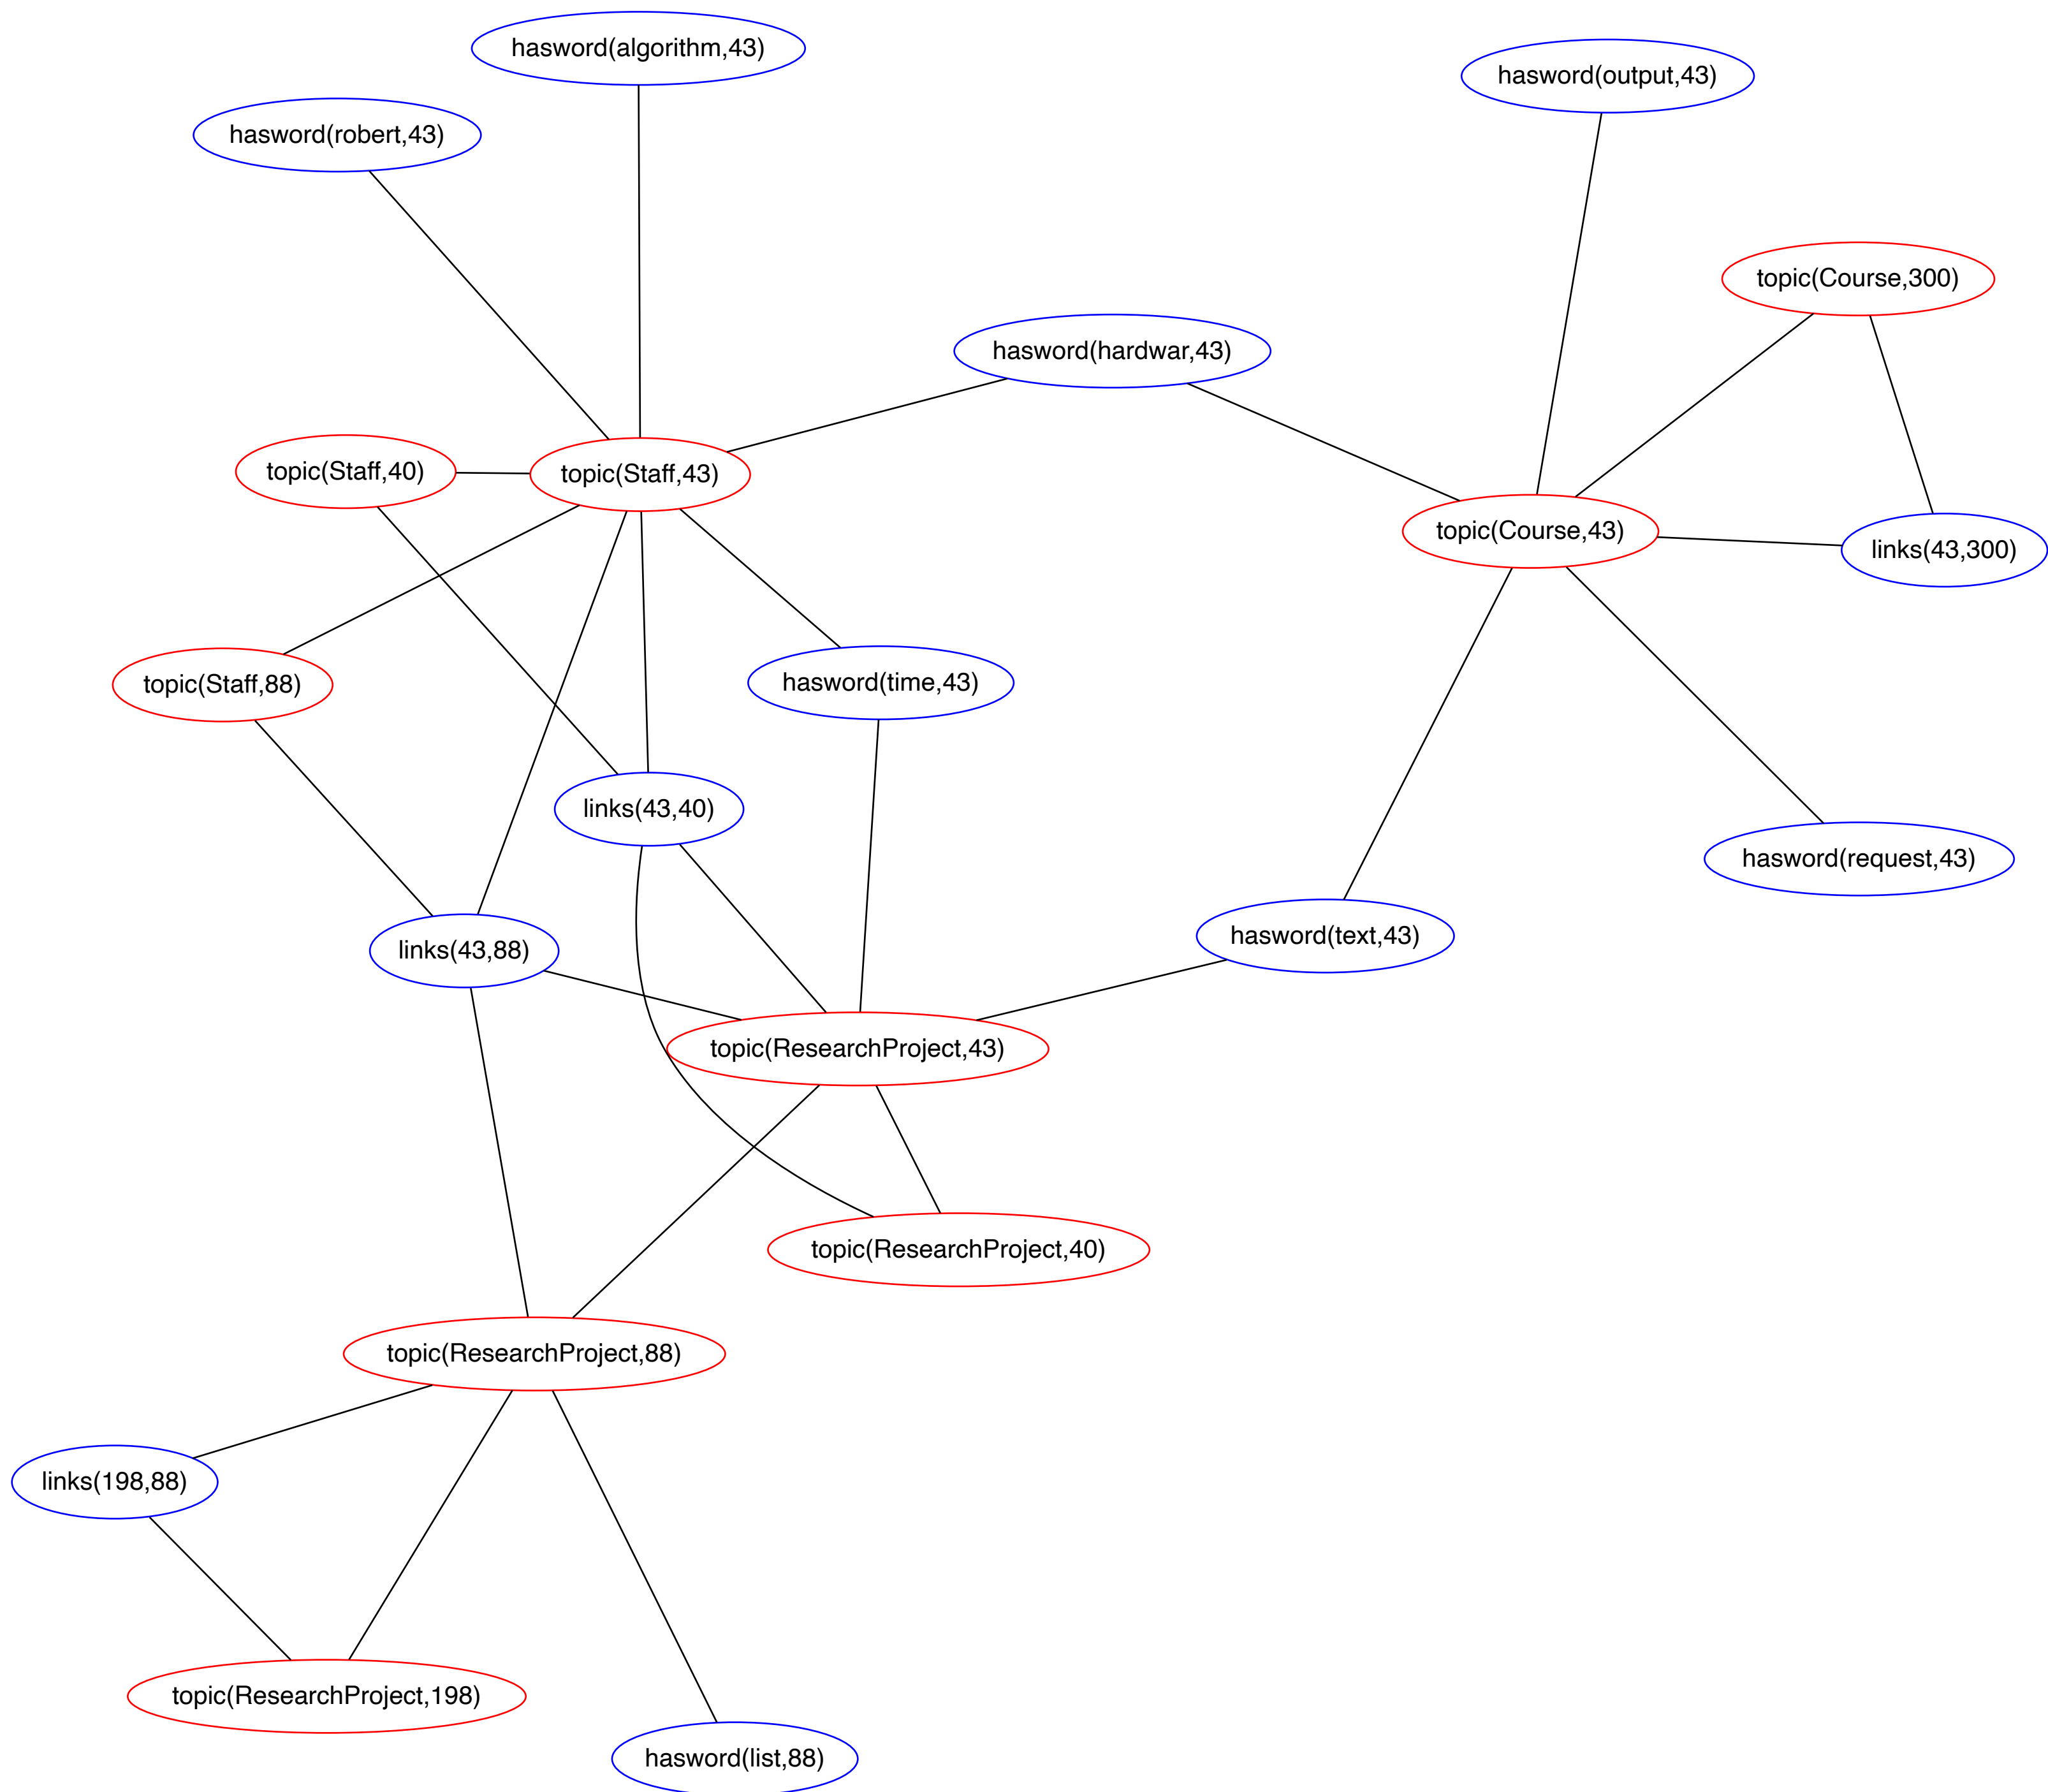 hasword(algorithm,43)
hasword(output,43)
hasword(robert,43)
topic(Course,300)
hasword(hardwar,43)
topic(Staff,40)
topic(Staff,43)
topic(Course,43)
links(43,300)
topic(Staff,88)
hasword(time,43)
links(43,40)
hasword(request,43)
hasword(text,43)
links(43,88)
topic(ResearchProject,43)
topic(ResearchProject,40)
topic(ResearchProject,88)
links(198,88)
topic(ResearchProject,198)
hasword(list,88)